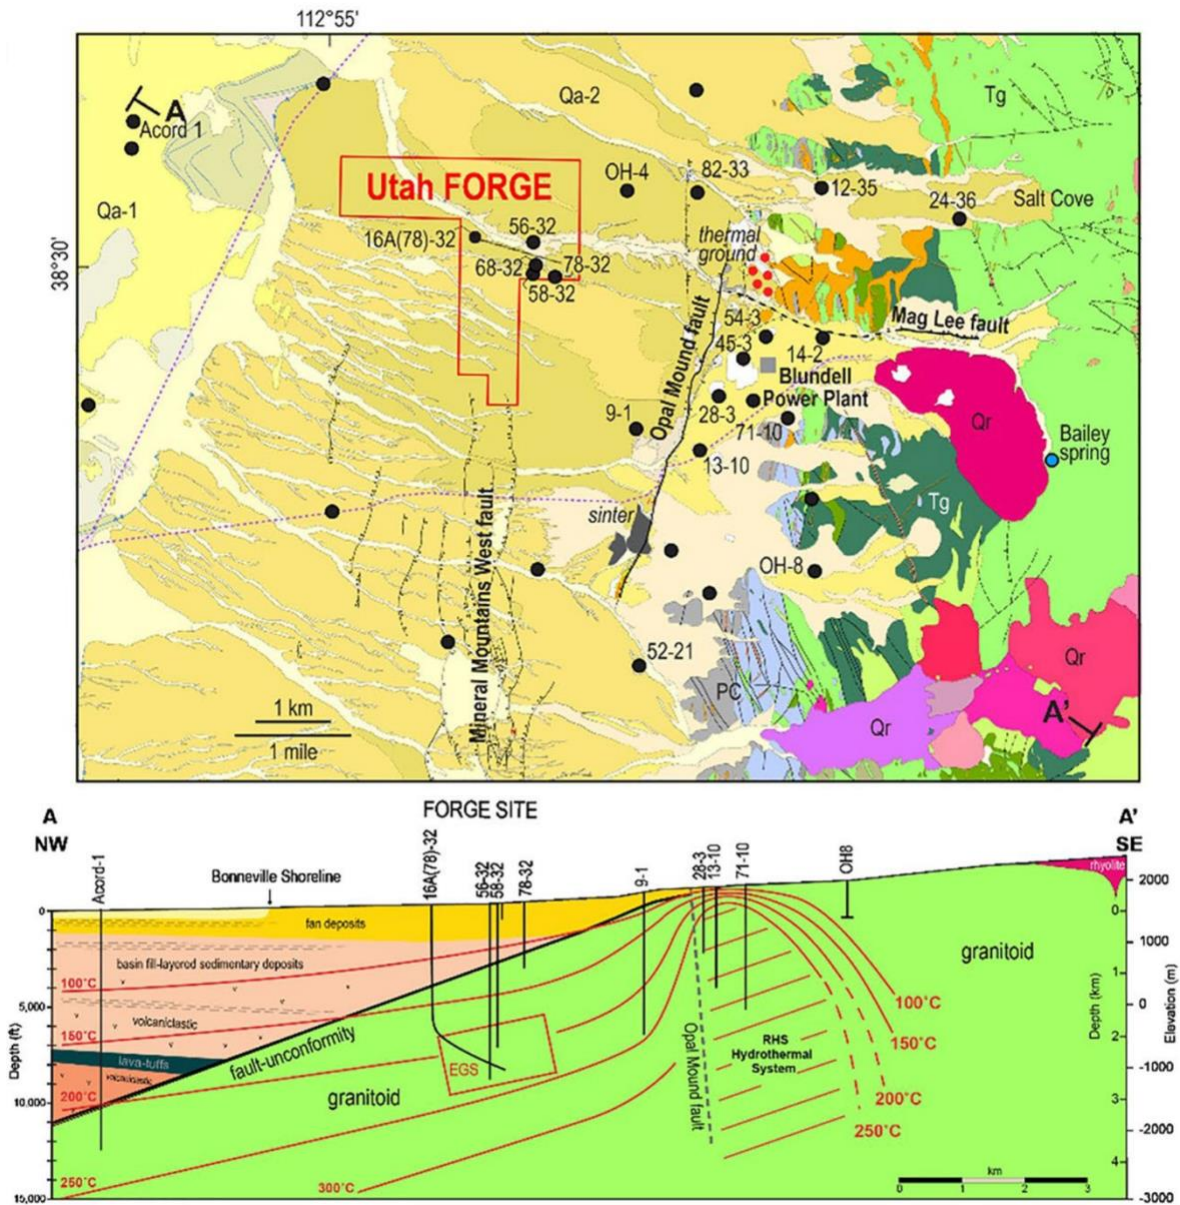 112°55'
A
Acord 1
Qa-1
Qa-2
Tg
Utah FORGE
OH-4
82-33
12-35
24-36
Salt Cove
38°30'
16A(78)-32
56-32
68-32
78-32
58-32
thermal
ground
54-3
45-3
14-2
Mag Lee fault
Blundell
Power Plant
Opal Mound fault
9-1
28-3
71-10
13-10
Qr
Bailey
spring
Tg
sinter
OH-8
Mineral Mountains West fault
52-21
PC
Qr
Qr
A'
1 km
1 mile
FORGE SITE
A
NW
A'
SE
Bonneville Shoreline
Acord-1
16A(78)-32
56-32
58-32
78-32
9-1
28-3
13-10
71-10
OH8
rhyolite
fan deposits
basin fill-layered sedimentary deposits
100°C
volcaniclastic
150°C
lava-tuffs
volcaniclastic
200°C
fault-unconformity
EGS
granitoid
granitoid
Opal Mound fault
RHS
Hydrothermal
System
100°C
150°C
200°C
250°C
250°C
300°C
Depth (ft)
0
5,000
10,000
15,000
Depth (km)
0
1
2
3
4
Elevation (m)
2000
1000
0
-1000
-2000
-3000
km
0
1
2
3